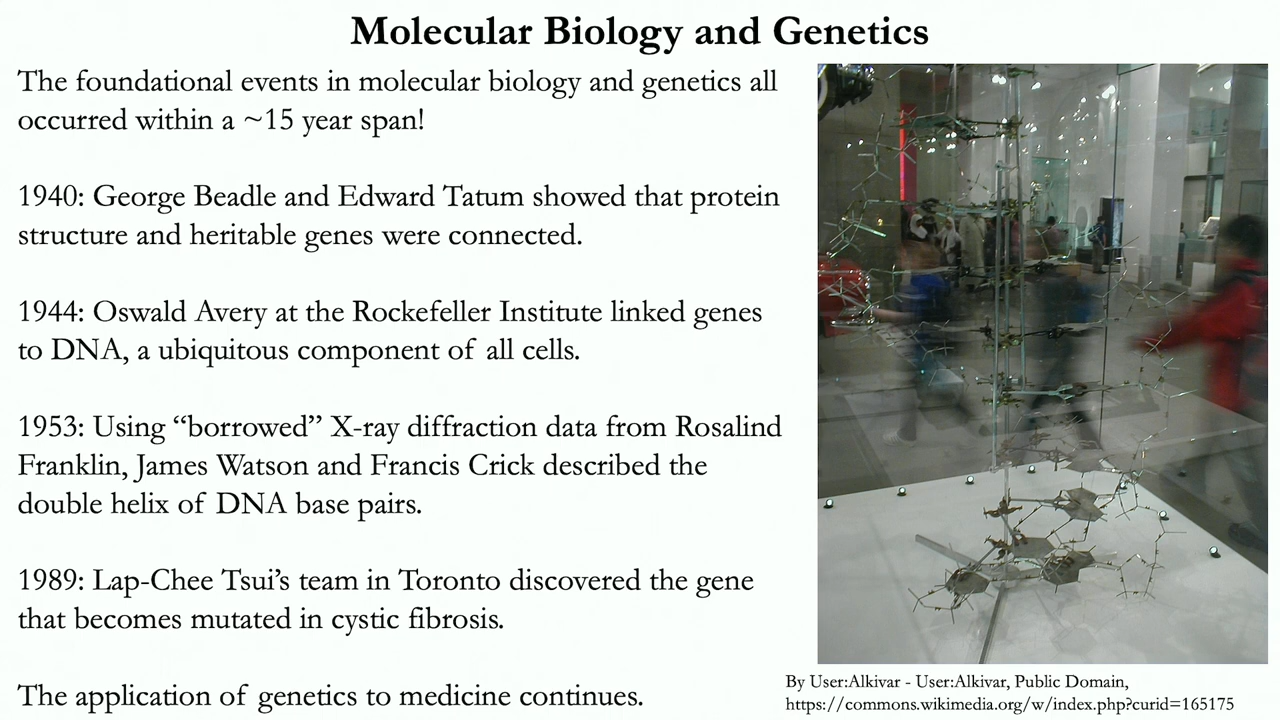 Molecular Biology and Genetics
The foundational events in molecular biology and genetics all
occurred within a ~15 year span!
1940: George Beadle and Edward Tatum showed that protein
structure and heritable genes were connected.
1944: Oswald Avery at the Rockefeller Institute linked genes
to DNA, a ubiquitous component of all cells.
1953: Using “borrowed” X-ray diffraction data from Rosalind
Franklin, James Watson and Francis Crick described the
double helix of DNA base pairs.
1989: Lap-Chee Tsui’s team in Toronto discovered the gene
that becomes mutated in cystic fibrosis.
The application of genetics to medicine continues.
By User:Alkivar - User:Alkivar, Public Domain,
https://commons.wikimedia.org/w/index.php?curid=165175